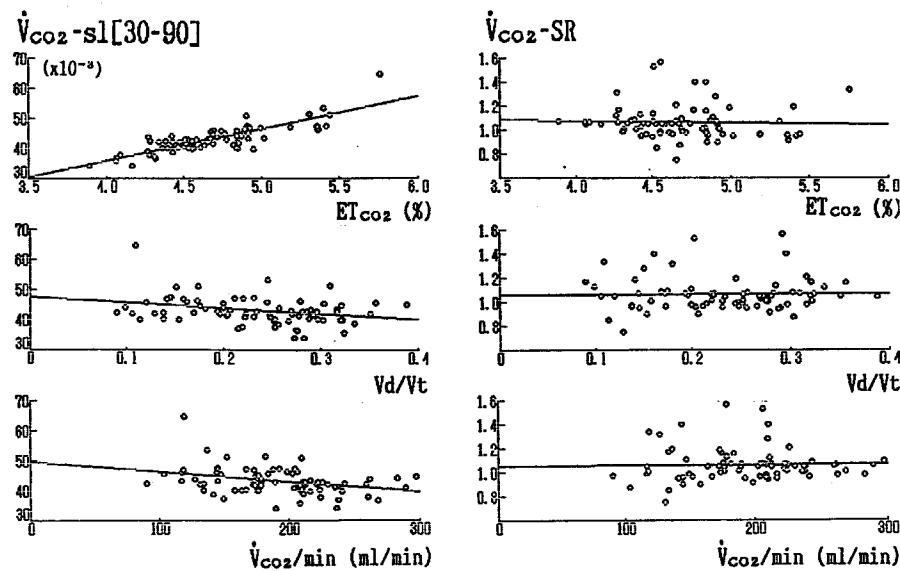 V̇CO₂-sl[30-90]
(x10⁻³)
70
60
50
40
30
3.5 4.0 4.5 5.0 5.5 6.0
ETCO₂ (%)
V̇CO₂-SR
1.6
1.4
1.2
1.0
0.8
3.5 4.0 4.5 5.0 5.5 6.0
ETCO₂ (%)
70
60
50
40
30
0 0.1 0.2 0.3 0.4
Vd/Vt
1.6
1.4
1.2
1.0
0.8
0 0.1 0.2 0.3 0.4
Vd/Vt
70
60
50
40
30
0 100 200 300
V̇CO₂/min (ml/min)
1.6
1.4
1.2
1.0
0.8
0 100 200 300
V̇CO₂/min (ml/min)